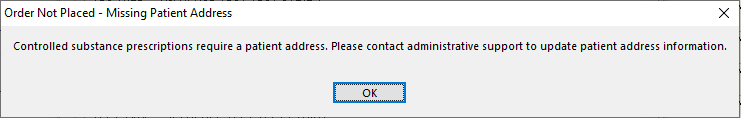 Order Not Placed - Missing Patient Address
Controlled substance prescriptions require a patient address. Please contact administrative support to update patient address information.
OK